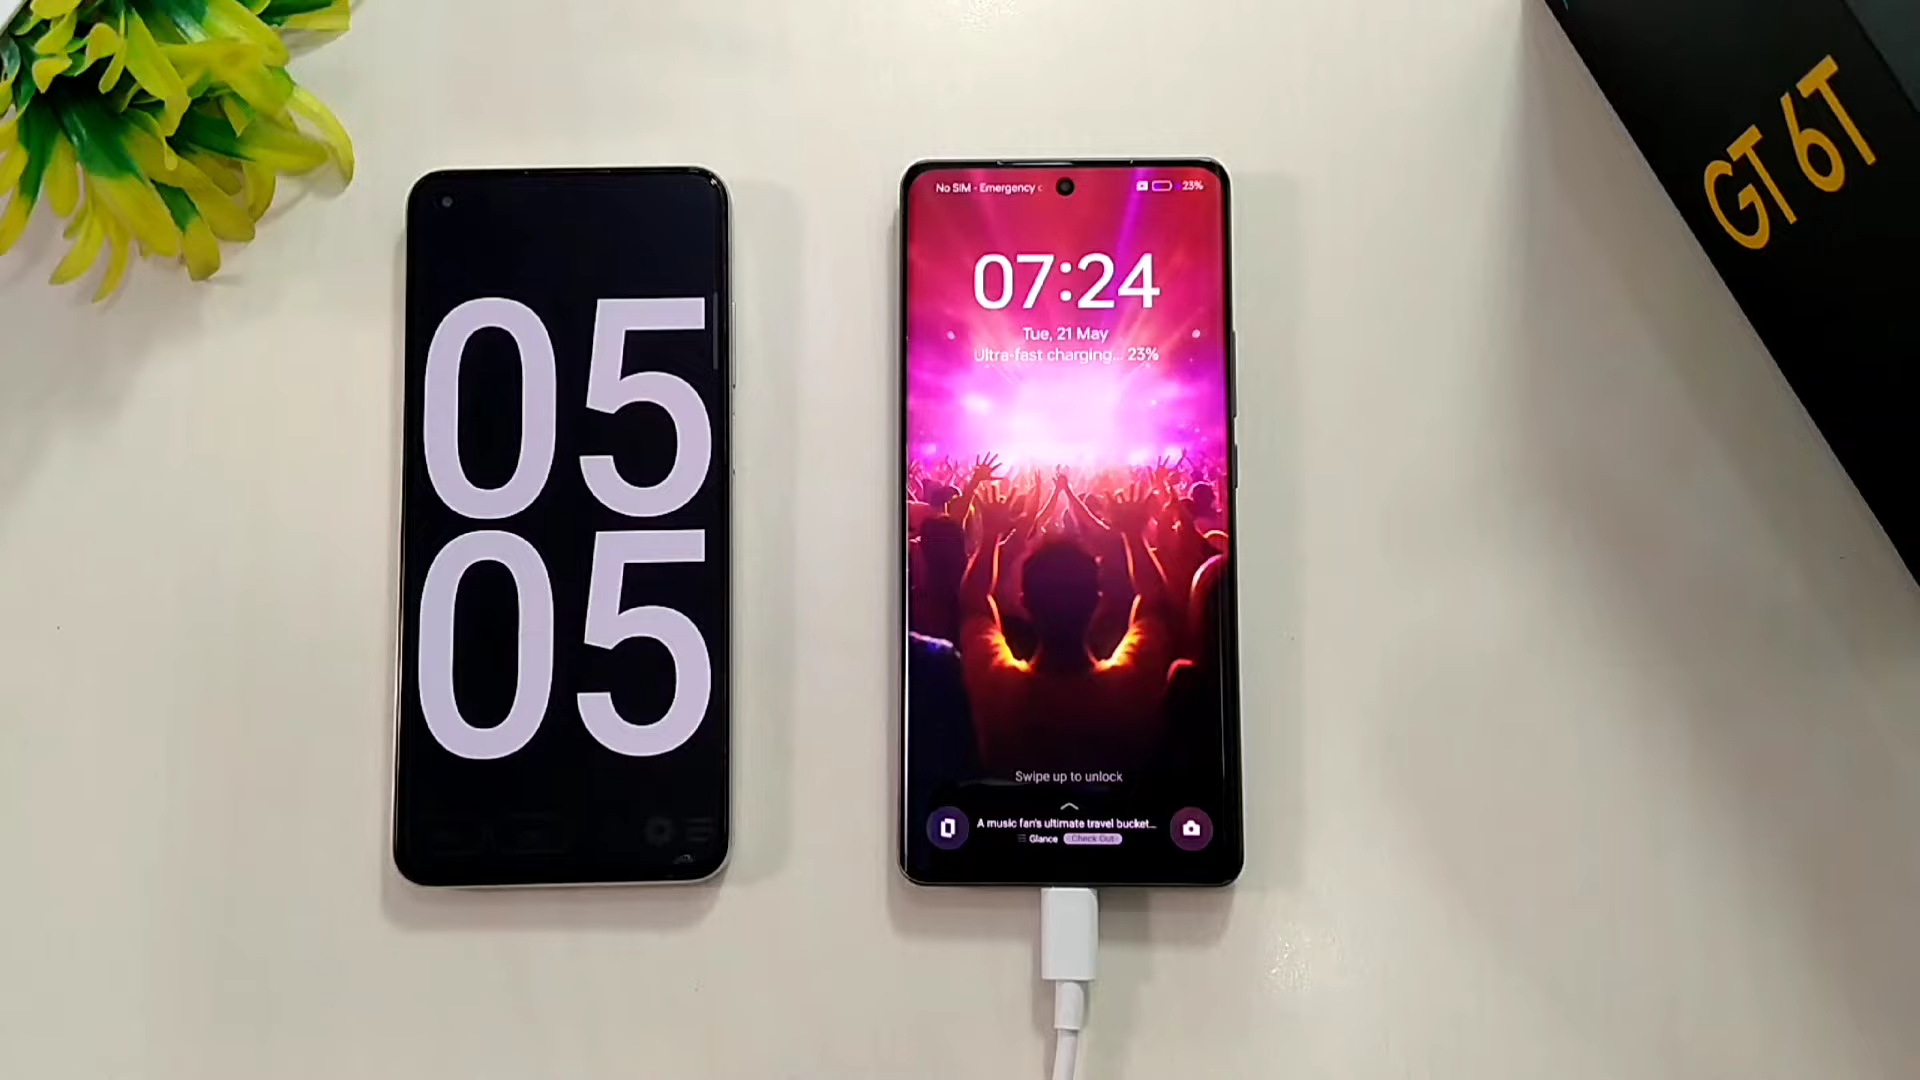 05
05
No SIM - Emergency
23%
07:24
Tue, 21 May
Ultra-fast charging... 23%
Swipe up to unlock
A music fan's ultimate travel bucket...
Glance Check Out
GT 6T